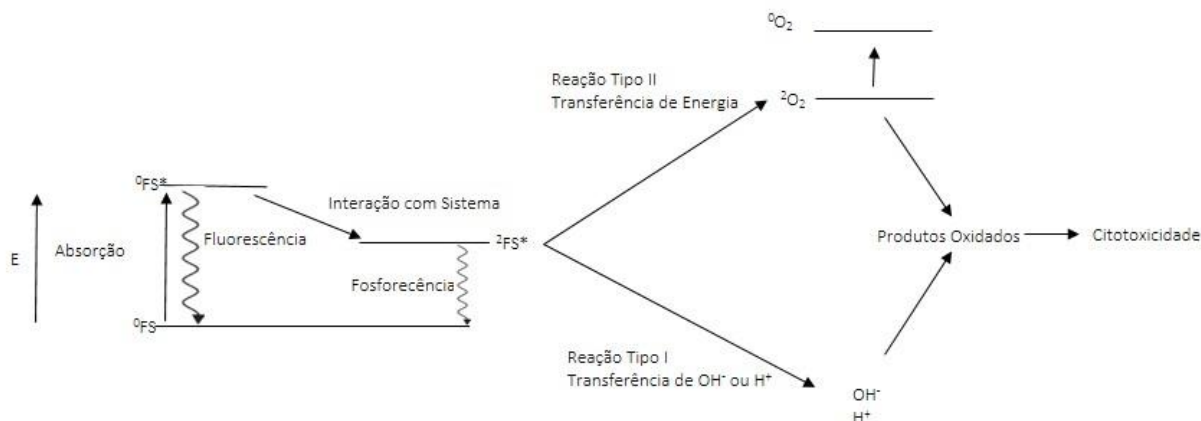 ⁰O₂
Reação Tipo II
Transferência de Energia
²O₂
⁰FS*
Interação com Sistema
²FS*
Fluorescência
Absorção
E
Produtos Oxidados
Citotoxicidade
Fosforecência
⁰FS
Reação Tipo I
Transferência de OH⁻ ou H⁺
OH⁻
H⁺